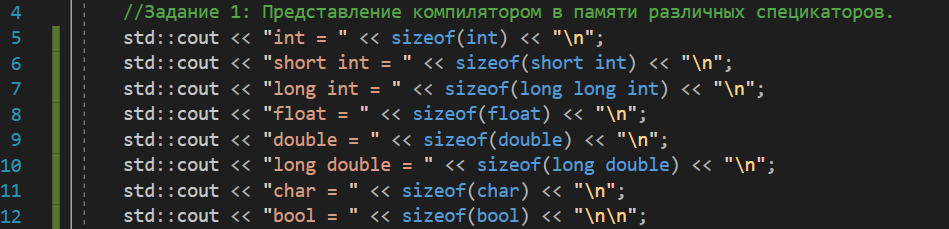 4 //Задание 1: Представление компилятором в памяти различных специкаторов.
5 std::cout << "int = " << sizeof(int) << "\n";
6 std::cout << "short int = " << sizeof(short int) << "\n";
7 std::cout << "long int = " << sizeof(long long int) << "\n";
8 std::cout << "float = " << sizeof(float) << "\n";
9 std::cout << "double = " << sizeof(double) << "\n";
10 std::cout << "long double = " << sizeof(long double) << "\n";
11 std::cout << "char = " << sizeof(char) << "\n";
12 std::cout << "bool = " << sizeof(bool) << "\n\n";